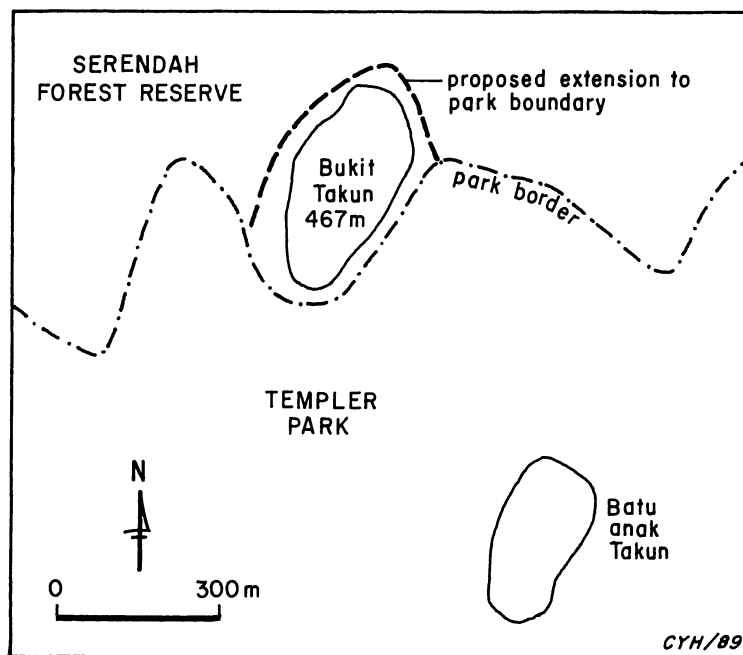 SERENDAH
FOREST RESERVE
proposed extension to
park boundary
Bukit
Takun
467m
park border
TEMPLER
PARK
N
Batu
anak
Takun
0 300m
CYH/89